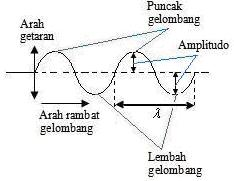 Puncak
gelombang
Arah
getaran
Amplitudo
Arah rambat
gelombang
λ
Lembah
gelombang